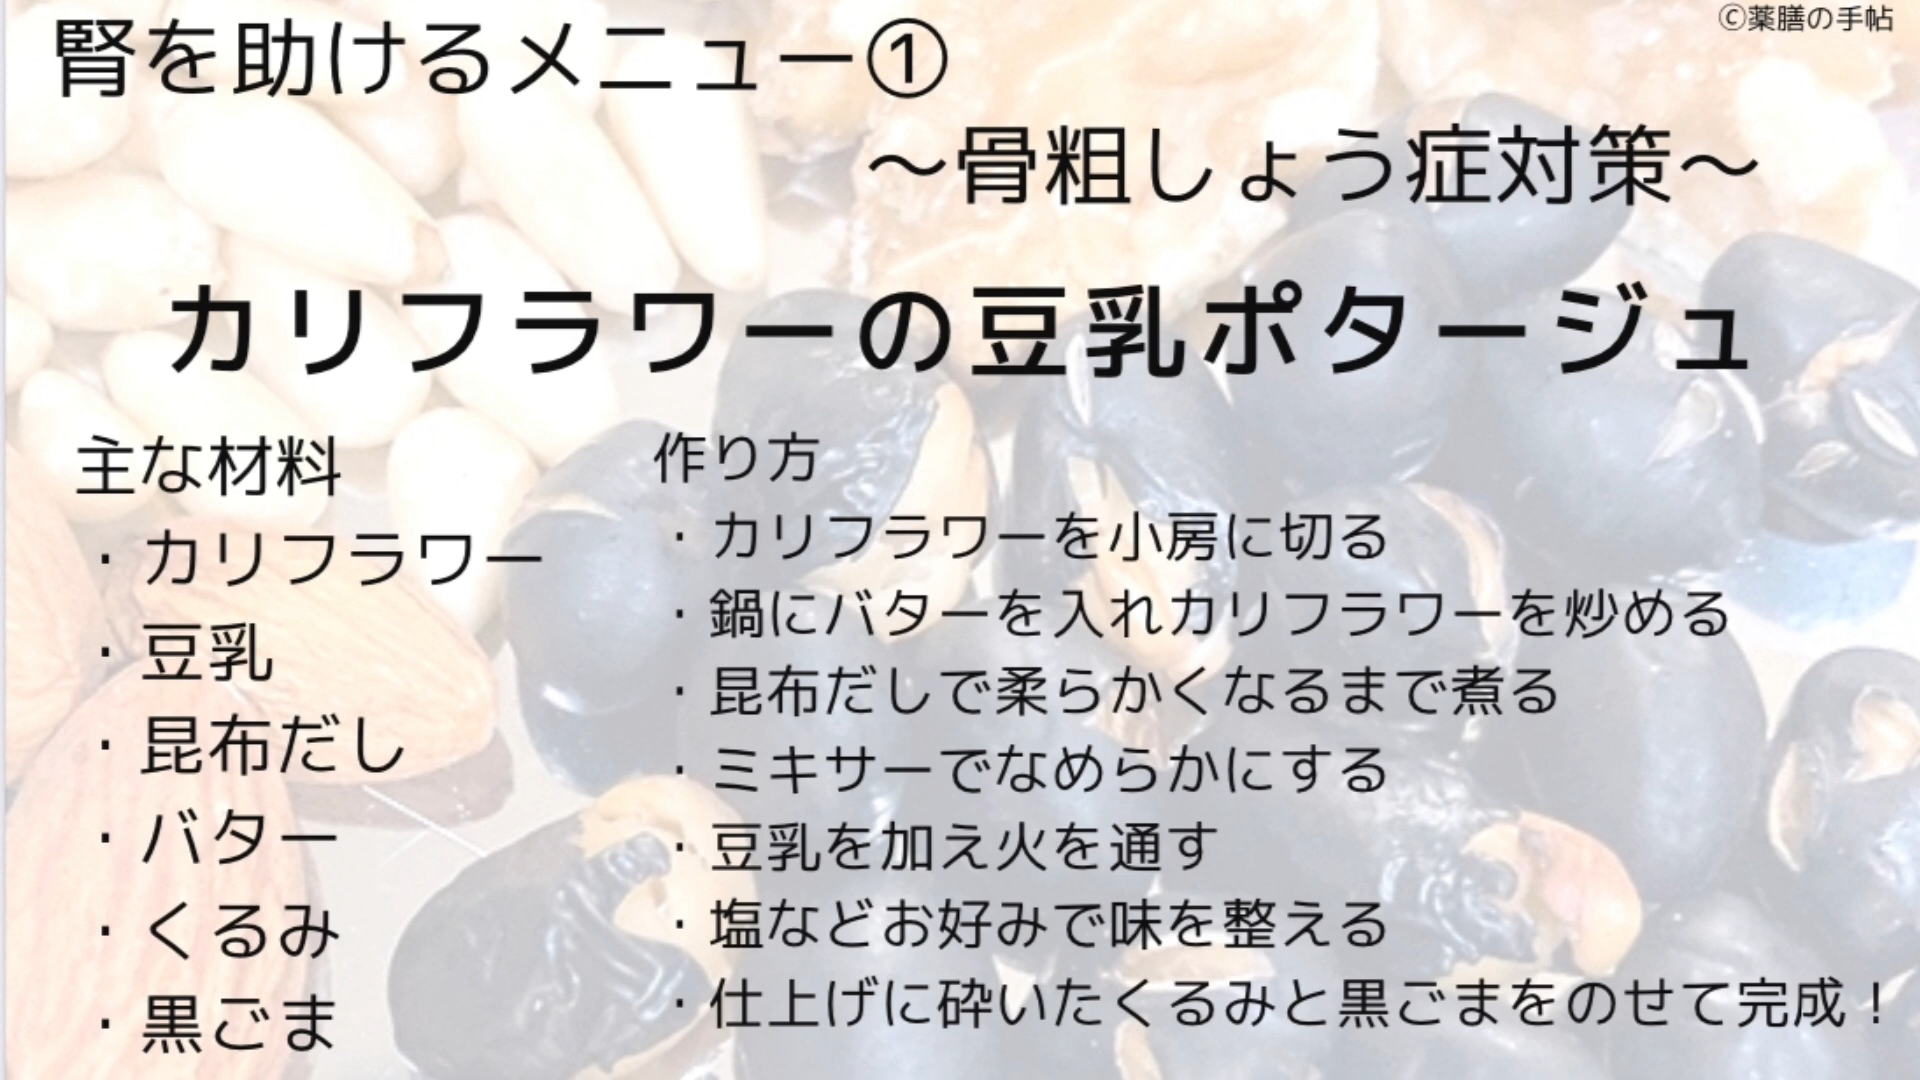 ©薬膳の手帖
腎を助けるメニュー①
〜骨粗しょう症対策〜
カリフラワーの豆乳ポタージュ
主な材料
・カリフラワー
・豆乳
・昆布だし
・バター
・くるみ
・黒ごま
作り方
・カリフラワーを小房に切る
・鍋にバターを入れカリフラワーを炒める
・昆布だしで柔らかくなるまで煮る
・ミキサーでなめらかにする
・豆乳を加え火を通す
・塩などお好みで味を整える
・仕上げに砕いたくるみと黒ごまをのせて完成！